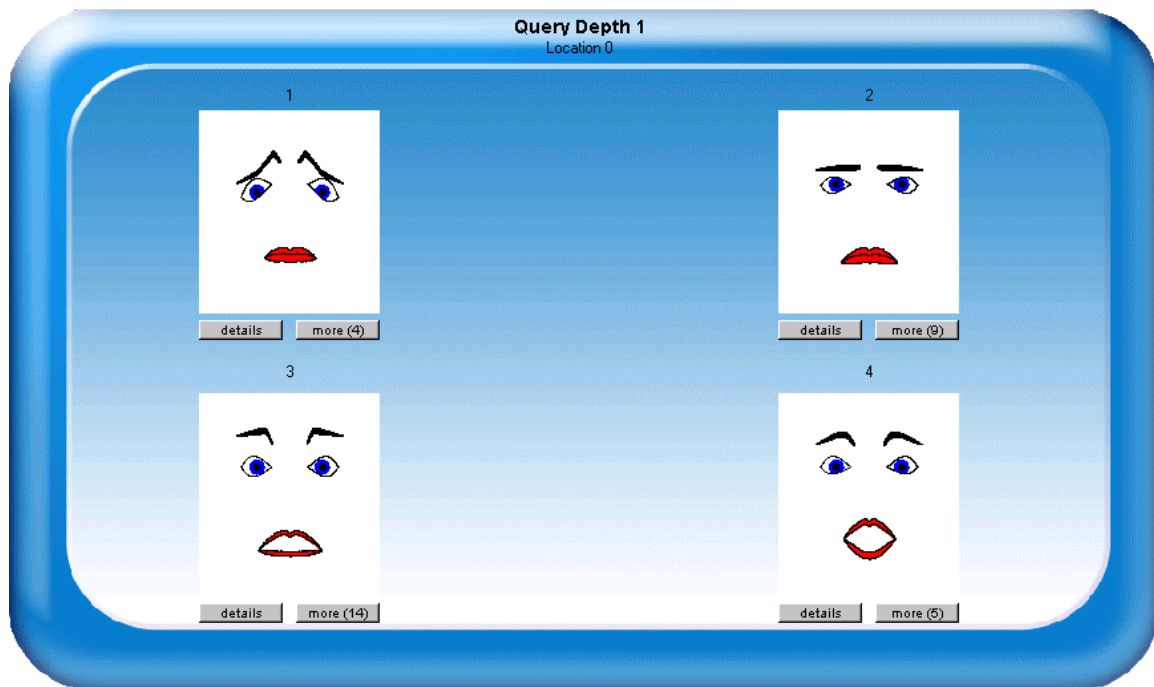 Query Depth 1
Location 0
1 2
details more (4) details more (9)
3 4
details more (14) details more (5)